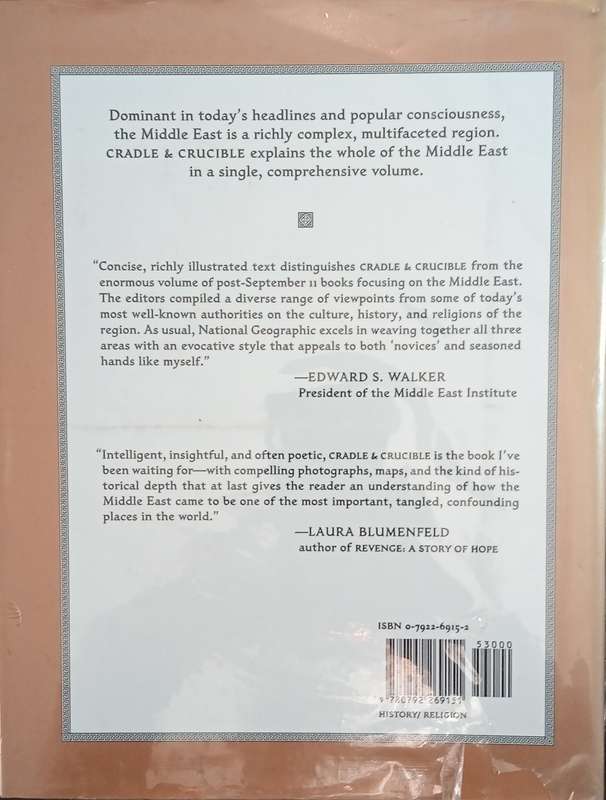 Dominant in today's headlines and popular consciousness,
the Middle East is a richly complex, multifaceted region.
CRADLE & CRUCIBLE explains the whole of the Middle East
in a single, comprehensive volume.
“Concise, richly illustrated text distinguishes CRADLE & CRUCIBLE from the
enormous volume of post-September 11 books focusing on the Middle East.
The editors compiled a diverse range of viewpoints from some of today's
most well-known authorities on the culture, history, and religions of the
region. As usual, National Geographic excels in weaving together all three
areas with an evocative style that appeals to both ‘novices’ and seasoned
hands like myself.”
—EDWARD S. WALKER
President of the Middle East Institute
“Intelligent, insightful, and often poetic, CRADLE & CRUCIBLE is the book I've
been waiting for—with compelling photographs, maps, and the kind of his-
torical depth that at last gives the reader an understanding of how the
Middle East came to be one of the most important, tangled, confounding
places in the world.”
—LAURA BLUMENFELD
author of REVENGE: A STORY OF HOPE
ISBN 0-7922-6915-2
53000
9 780792 269151
HISTORY/ RELIGION